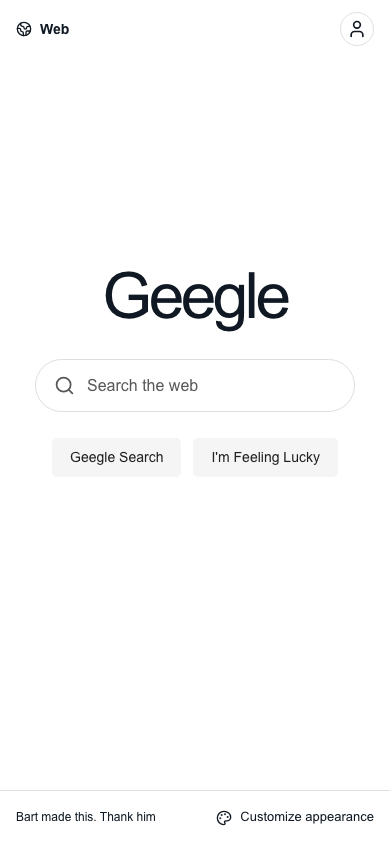 Web
Geegle
Search the web
Geegle Search
I'm Feeling Lucky
Bart made this. Thank him
Customize appearance